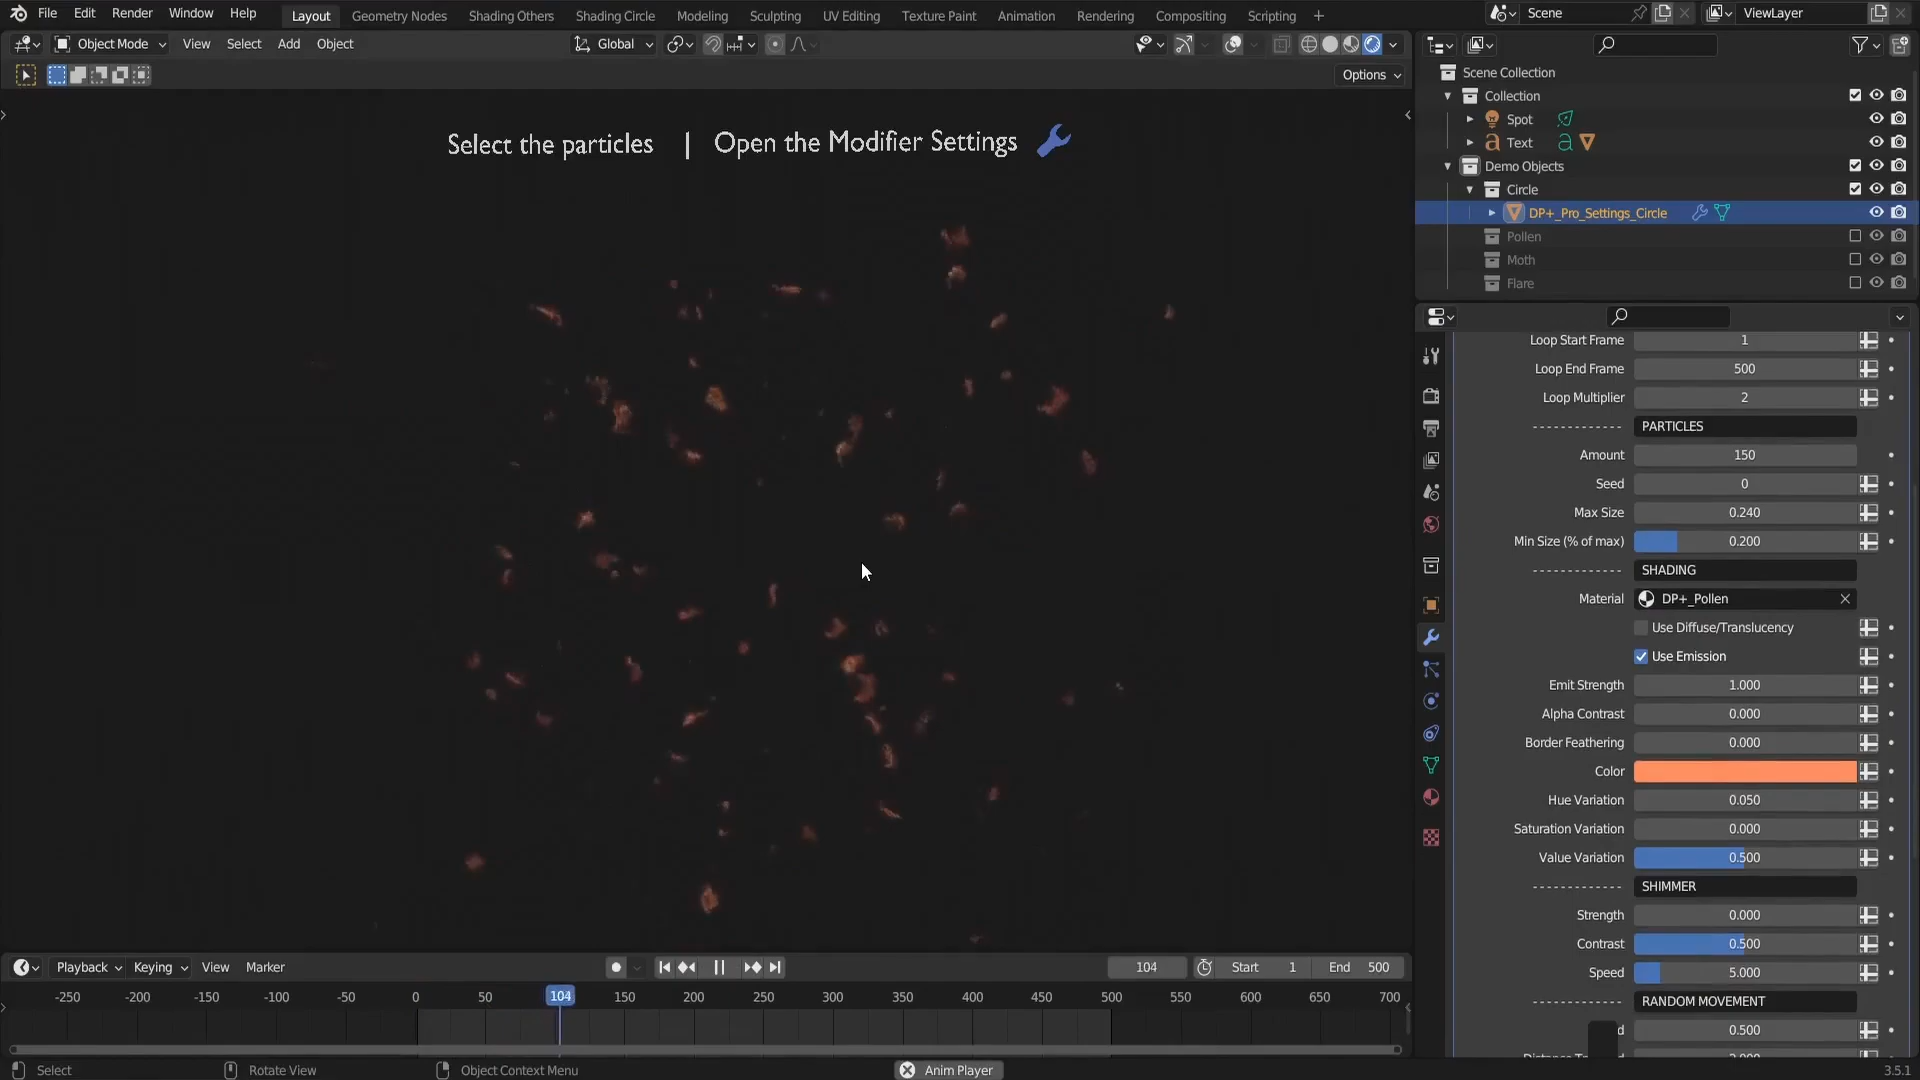 File Edit Render Window Help Layout Geometry Nodes Shading Others Shading Circle Modeling Sculpting UV Editing Texture Paint Animation Rendering Compositing Scripting + Scene ViewLayer
Object Mode View Select Add Object Global
Options
Select the particles | Open the Modifier Settings
Scene Collection
Collection
Spot
Text
Demo Objects
Circle
DP+_Pro_Settings_Circle
Pollen
Moth
Flare
Loop Start Frame 1
Loop End Frame 500
Loop Multiplier 2
------------ PARTICLES
Amount 150
Seed 0
Max Size 0.240
Min Size (% of max) 0.200
------------ SHADING
Material DP+_Pollen
Use Diffuse/Translucency
Use Emission
Emit Strength 1.000
Alpha Contrast 0.000
Border Feathering 0.000
Color
Hue Variation 0.050
Saturation Variation 0.000
Value Variation 0.500
------------ SHIMMER
Strength 0.000
Contrast 0.500
Speed 5.000
------------ RANDOM MOVEMENT
d 0.500
Playback Keying View Marker 104 Start 1 End 500
-250 -200 -150 -100 -50 0 50 104 150 200 250 300 350 400 450 500 550 600 650 700
Select Rotate View Object Context Menu Anim Player 3.5.1